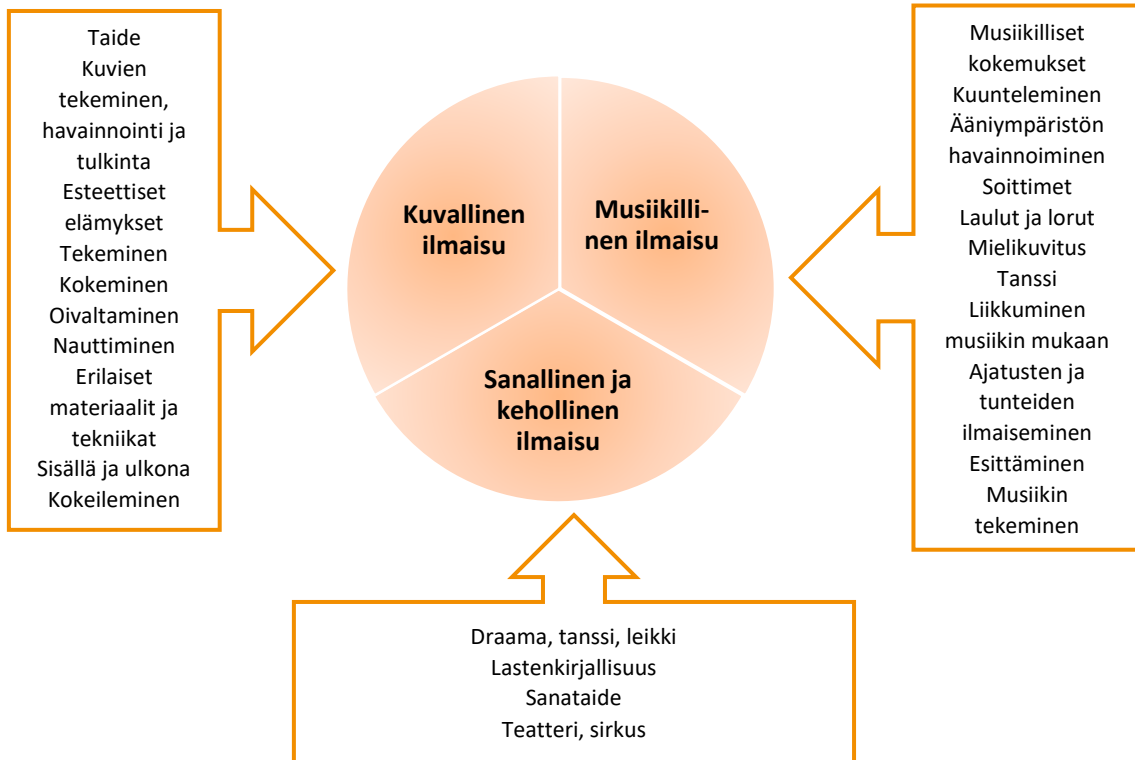 Taide
Kuvien
tekeminen,
havainnointi ja
tulkinta
Esteettiset
elämykset
Tekeminen
Kokeminen
Oivaltaminen
Nauttiminen
Erilaiset
materiaalit ja
tekniikat
Sisällä ja ulkona
Kokeileminen
Kuvallinen
ilmaisu
Musiikilli-
nen ilmaisu
Sanallinen ja
kehollinen
ilmaisu
Musiikilliset
kokemukset
Kuunteleminen
Ääniympäristön
havainnoiminen
Soittimet
Laulut ja lorut
Mielikuvitus
Tanssi
Liikkuminen
musiikin mukaan
Ajatusten ja
tunteiden
ilmaiseminen
Esittäminen
Musiikin
tekeminen
Draama, tanssi, leikki
Lastenkirjallisuus
Sanataide
Teatteri, sirkus